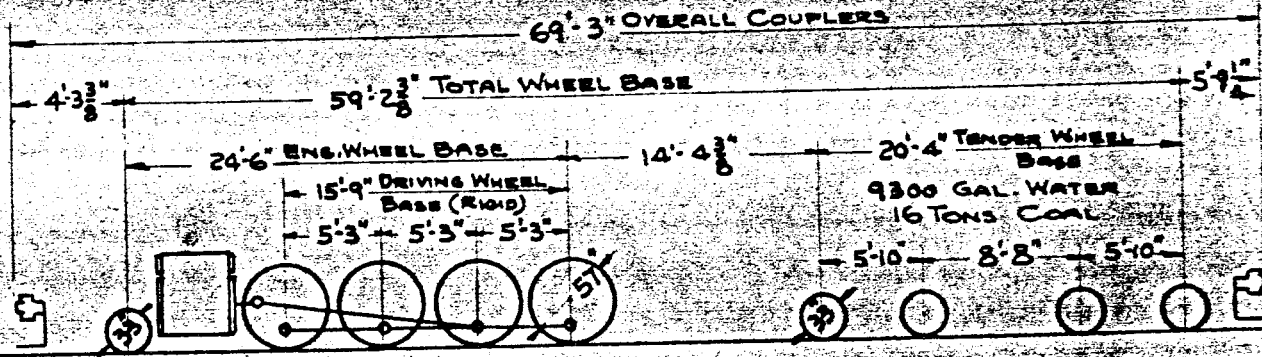 69'-3" OVERALL COUPLERS
4'-3 3/8"
59'-2 3/8" TOTAL WHEEL BASE
5'-9 1/4"
24'-6" ENG. WHEEL BASE
14'-4 3/8"
20'-4" TENDER WHEEL
BASE
15'-9" DRIVING WHEEL
BASE (RIGID)
9300 GAL. WATER
16 TONS COAL
5'-3" 5'-3" 5'-3"
5'-10" 8'-8" 5'-10"
57"
33"
33"